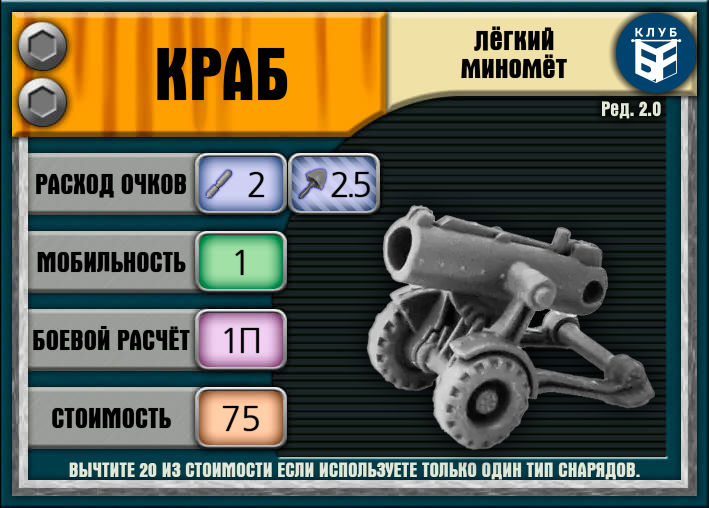 КРАБ
ЛЁГКИЙ
МИНОМЁТ
КЛУБ
Ред. 2.0
РАСХОД ОЧКОВ 2 2.5
МОБИЛЬНОСТЬ 1
БОЕВОЙ РАСЧЁТ 1П
СТОИМОСТЬ 75
ВЫЧТИТЕ 20 ИЗ СТОИМОСТИ ЕСЛИ ИСПОЛЬЗУЕТЕ ТОЛЬКО ОДИН ТИП СНАРЯДОВ.